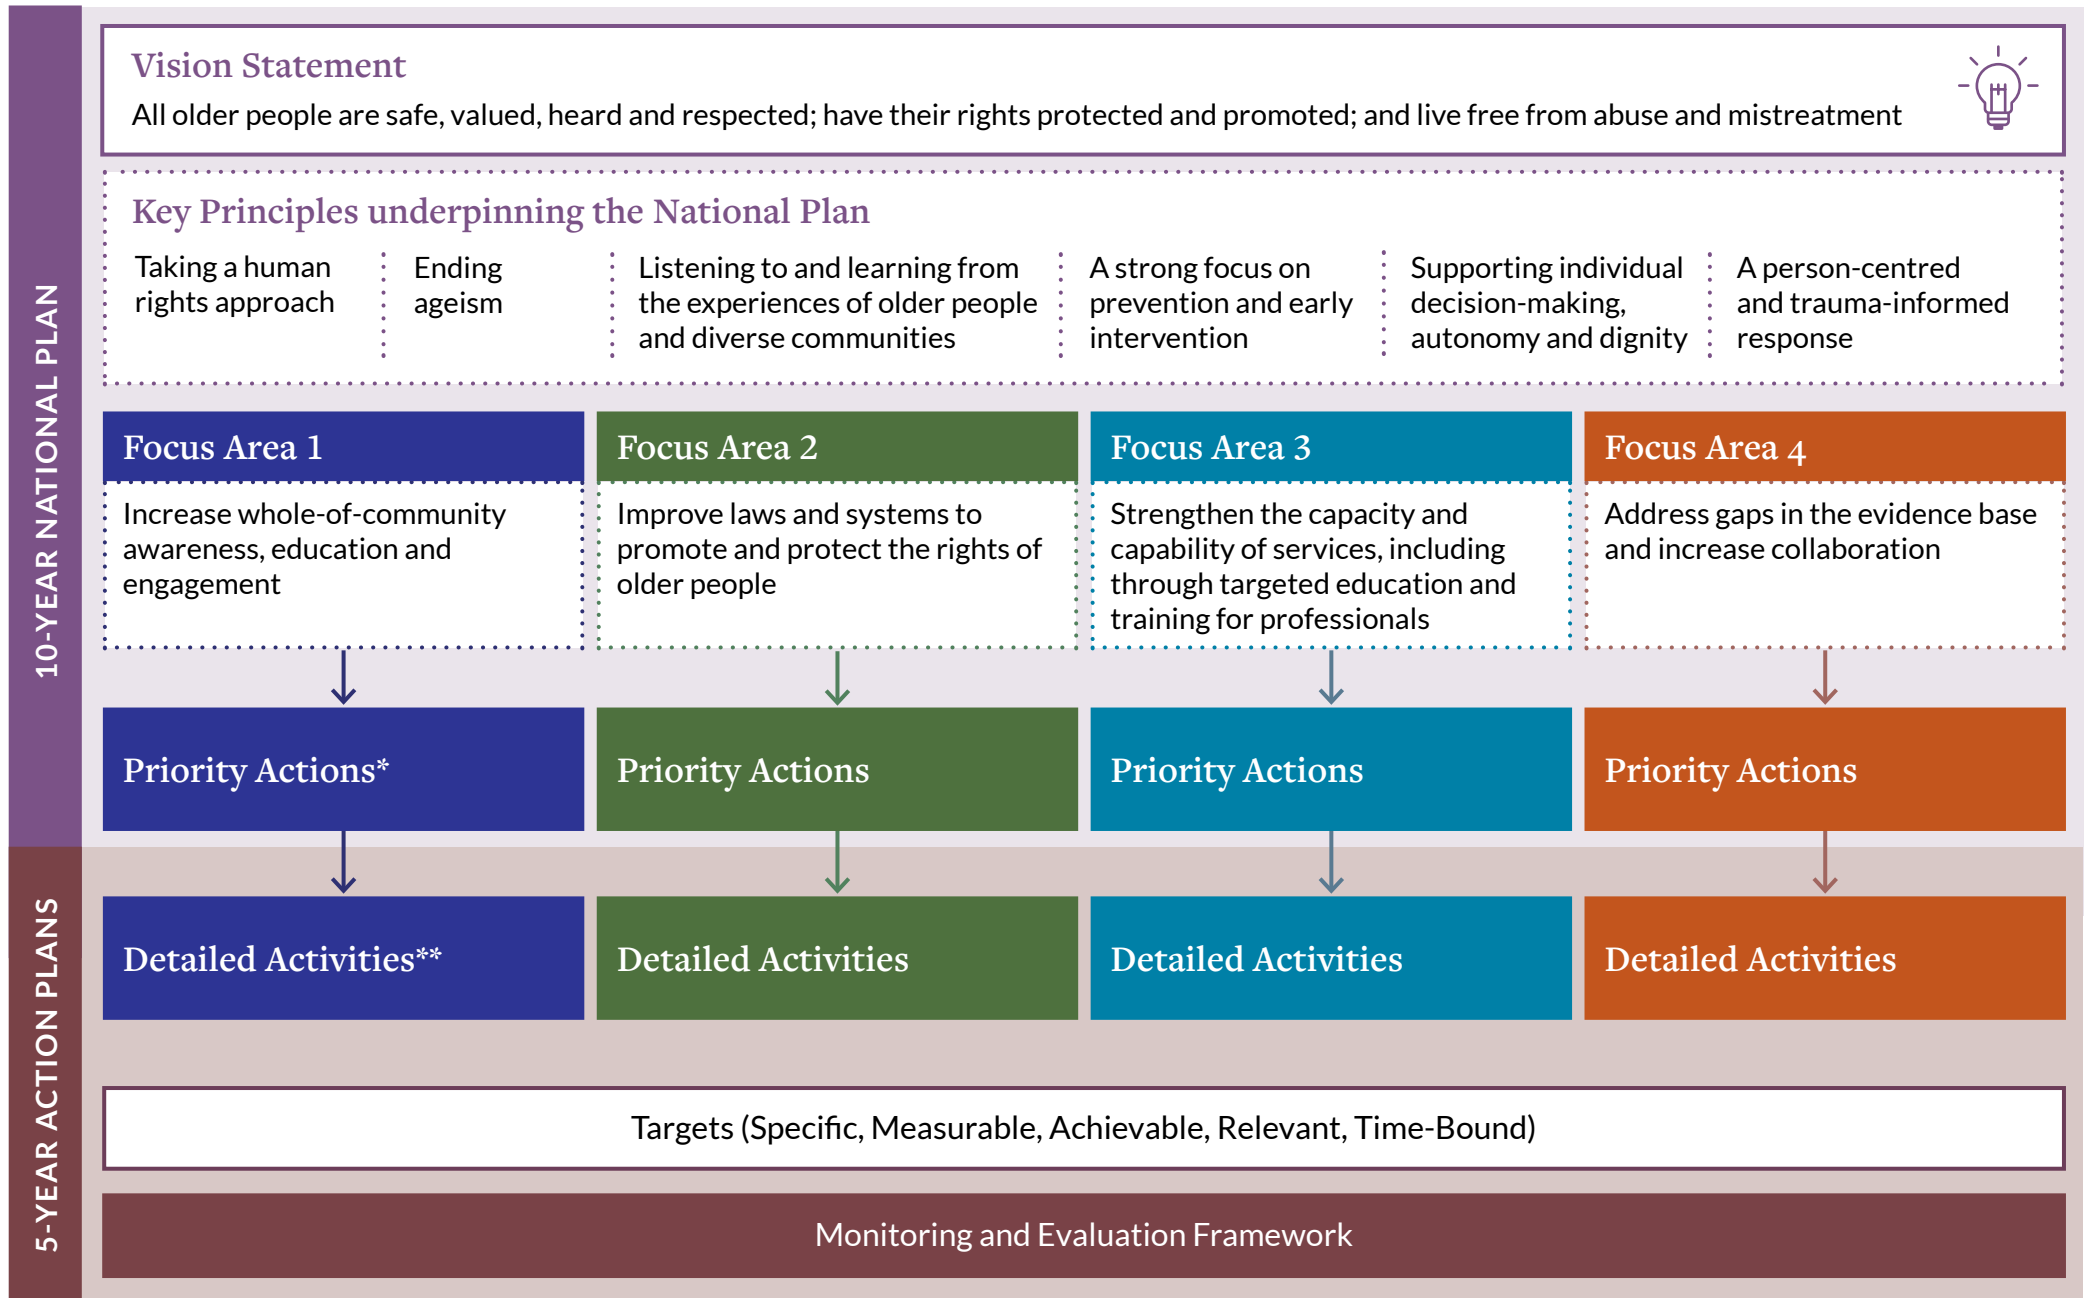 10-YEAR NATIONAL PLAN
Vision Statement
All older people are safe, valued, heard and respected; have their rights protected and promoted; and live free from abuse and mistreatment
Key Principles underpinning the National Plan
Taking a human
rights approach
Ending
ageism
Listening to and learning from
the experiences of older people
and diverse communities
A strong focus on
prevention and early
intervention
Supporting individual
decision-making,
autonomy and dignity
A person-centred
and trauma-informed
response
Focus Area 1
Increase whole-of-community
awareness, education and
engagement
Focus Area 2
Improve laws and systems to
promote and protect the rights of
older people
Focus Area 3
Strengthen the capacity and
capability of services, including
through targeted education and
training for professionals
Focus Area 4
Address gaps in the evidence base
and increase collaboration
Priority Actions*
Priority Actions
Priority Actions
Priority Actions
5-YEAR ACTION PLANS
Detailed Activities**
Detailed Activities
Detailed Activities
Detailed Activities
Targets (Specific, Measurable, Achievable, Relevant, Time-Bound)
Monitoring and Evaluation Framework